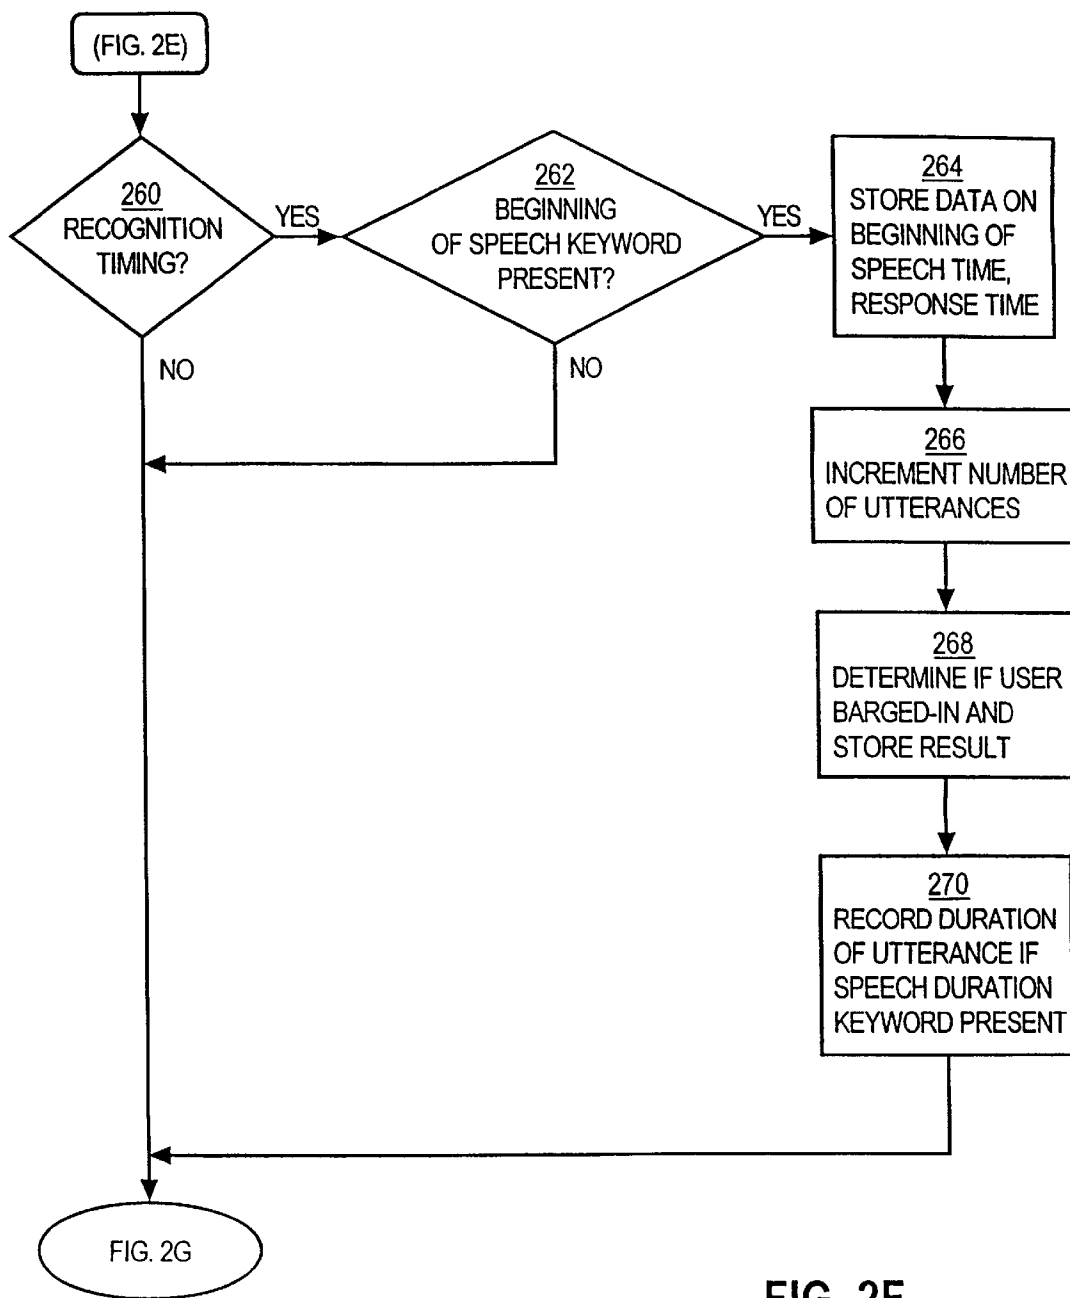 (FIG. 2E)
260
RECOGNITION
TIMING?
YES
NO
262
BEGINNING
OF SPEECH KEYWORD
PRESENT?
YES
NO
264
STORE DATA ON
BEGINNING OF
SPEECH TIME,
RESPONSE TIME
266
INCREMENT NUMBER
OF UTTERANCES
268
DETERMINE IF USER
BARGED-IN AND
STORE RESULT
270
RECORD DURATION
OF UTTERANCE IF
SPEECH DURATION
KEYWORD PRESENT
FIG. 2G
FIG. 2F